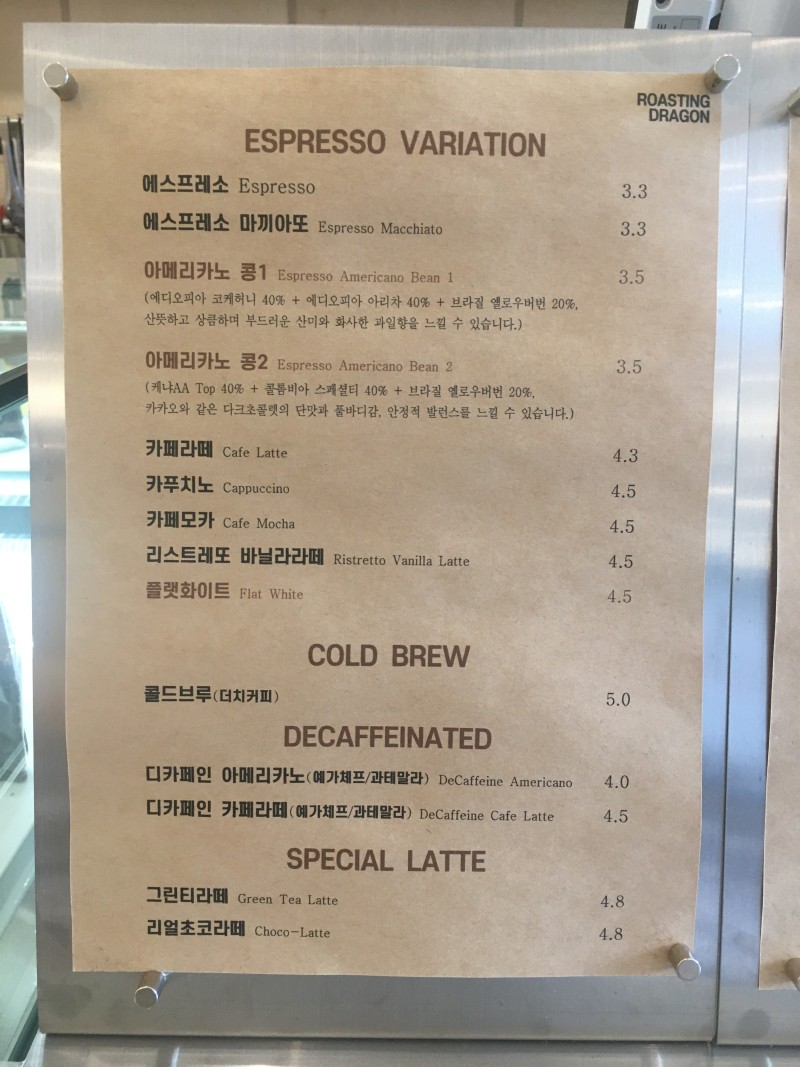 ROASTING
DRAGON
ESPRESSO VARIATION
에스프레소 Espresso 3.3
에스프레소 마끼아또 Espresso Macchiato 3.3
아메리카노 콩1 Espresso Americano Bean 1 3.5
(에디오피아 코케허니 40% + 에디오피아 아리차 40% + 브라질 옐로우버번 20%,
산뜻하고 상큼하며 부드러운 산미와 화사한 과일향을 느낄 수 있습니다.)
아메리카노 콩2 Espresso Americano Bean 2 3.5
(케냐AA Top 40% + 콜롬비아 스페셜티 40% + 브라질 옐로우버번 20%,
카카오와 같은 다크초콜렛의 단맛과 풀바디감, 안정적 발런스를 느낄 수 있습니다.)
카페라떼 Cafe Latte 4.3
카푸치노 Cappuccino 4.5
카페모카 Cafe Mocha 4.5
리스트레또 바닐라라떼 Ristretto Vanilla Latte 4.5
플랫화이트 Flat White 4.5
COLD BREW
콜드브루(더치커피) 5.0
DECAFFEINATED
디카페인 아메리카노(예가체프/과테말라) DeCaffeine Americano 4.0
디카페인 카페라떼(예가체프/과테말라) DeCaffeine Cafe Latte 4.5
SPECIAL LATTE
그린티라떼 Green Tea Latte 4.8
리얼초코라떼 Choco-Latte 4.8